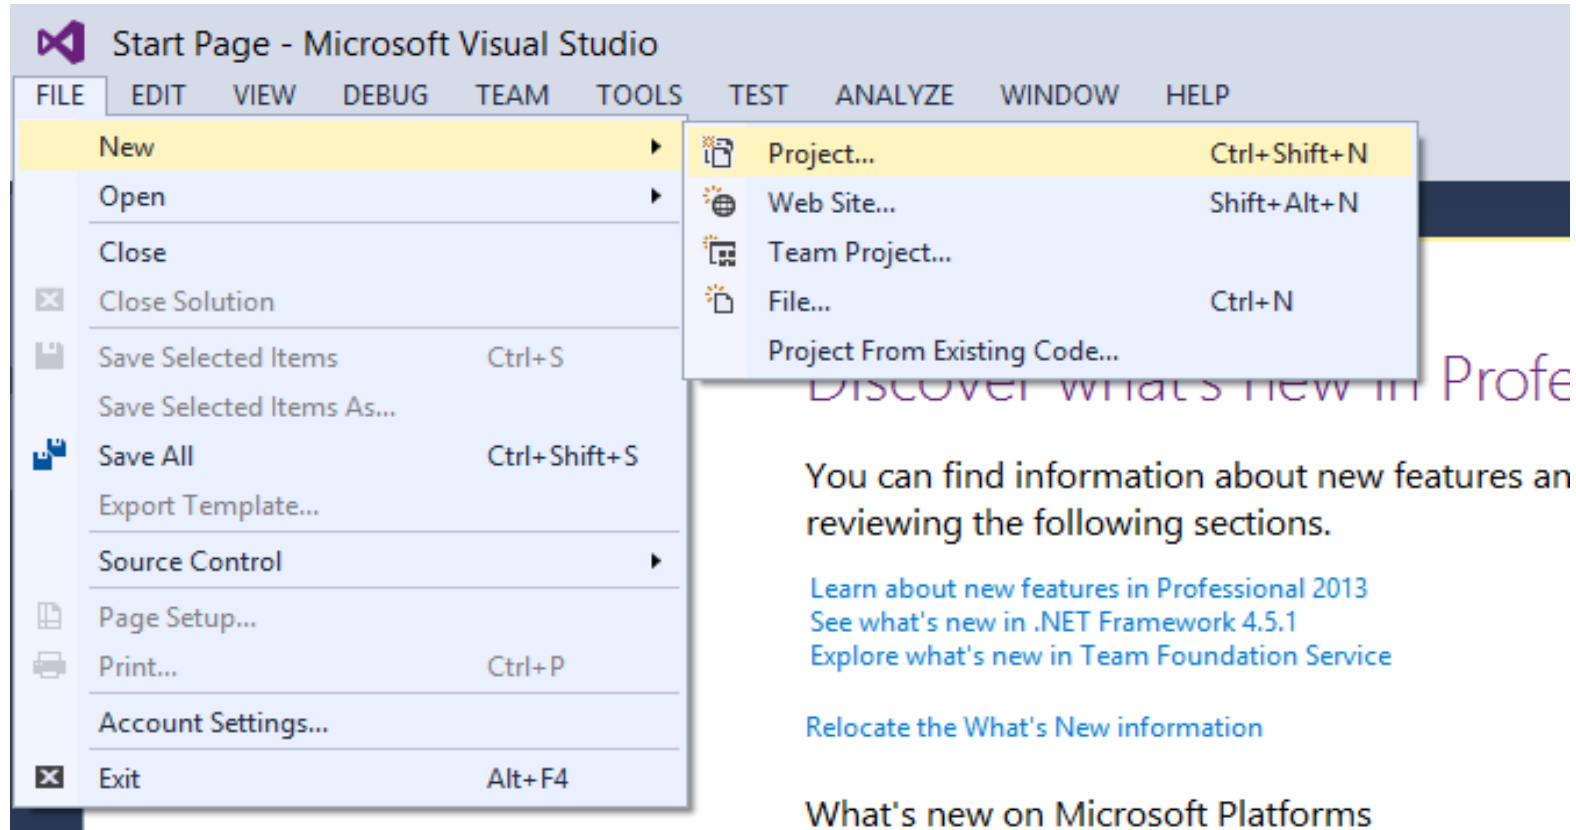 Start Page - Microsoft Visual Studio
FILE EDIT VIEW DEBUG TEAM TOOLS TEST ANALYZE WINDOW HELP
New
Open
Close
Close Solution
Save Selected Items Ctrl+S
Save Selected Items As...
Save All Ctrl+Shift+S
Export Template...
Source Control
Page Setup...
Print... Ctrl+P
Account Settings...
Exit Alt+F4
Project... Ctrl+Shift+N
Web Site... Shift+Alt+N
Team Project...
File... Ctrl+N
Project From Existing Code...
Discover what's new in Profe
You can find information about new features an
reviewing the following sections.
Learn about new features in Professional 2013
See what's new in .NET Framework 4.5.1
Explore what's new in Team Foundation Service
Relocate the What's New information
What's new on Microsoft Platforms